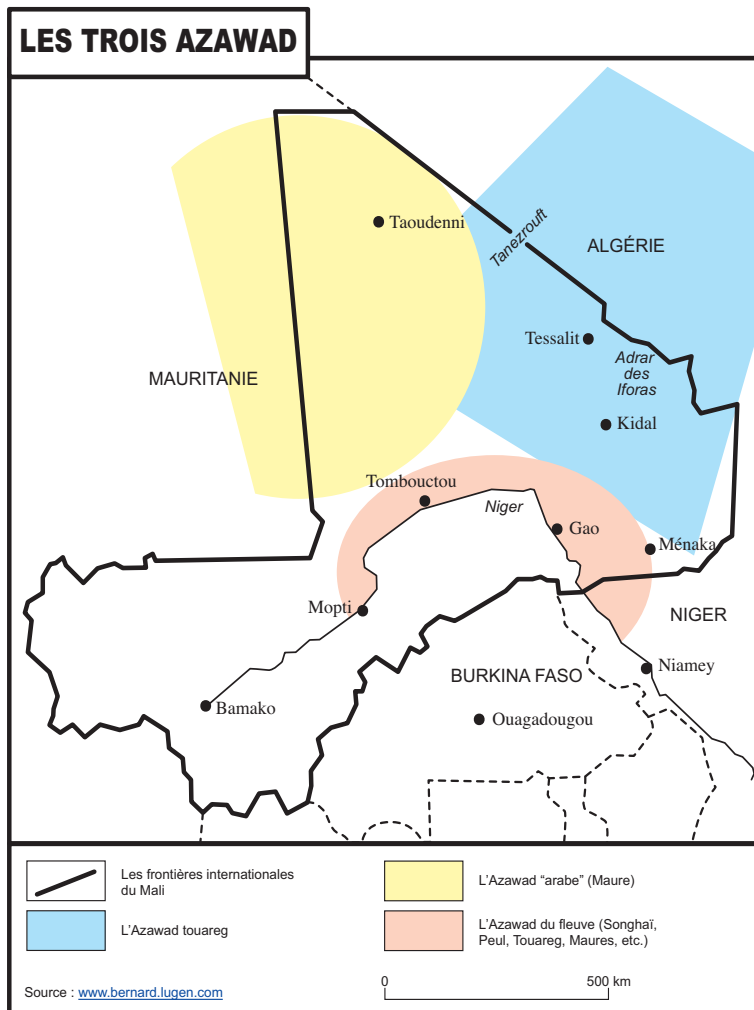 LES TROIS AZAWAD
Taoudenni
Tanezrouft
ALGÉRIE
Tessalit
Adrar
des
Iforas
MAURITANIE
Kidal
Tombouctou
Niger
Gao
Ménaka
Mopti
NIGER
Niamey
BURKINA FASO
Bamako
Ouagadougou
Les frontières internationales
du Mali
L'Azawad touareg
L'Azawad "arabe" (Maure)
L'Azawad du fleuve (Songhaï,
Peul, Touareg, Maures, etc.)
Source : www.bernard.lugen.com
0
500 km